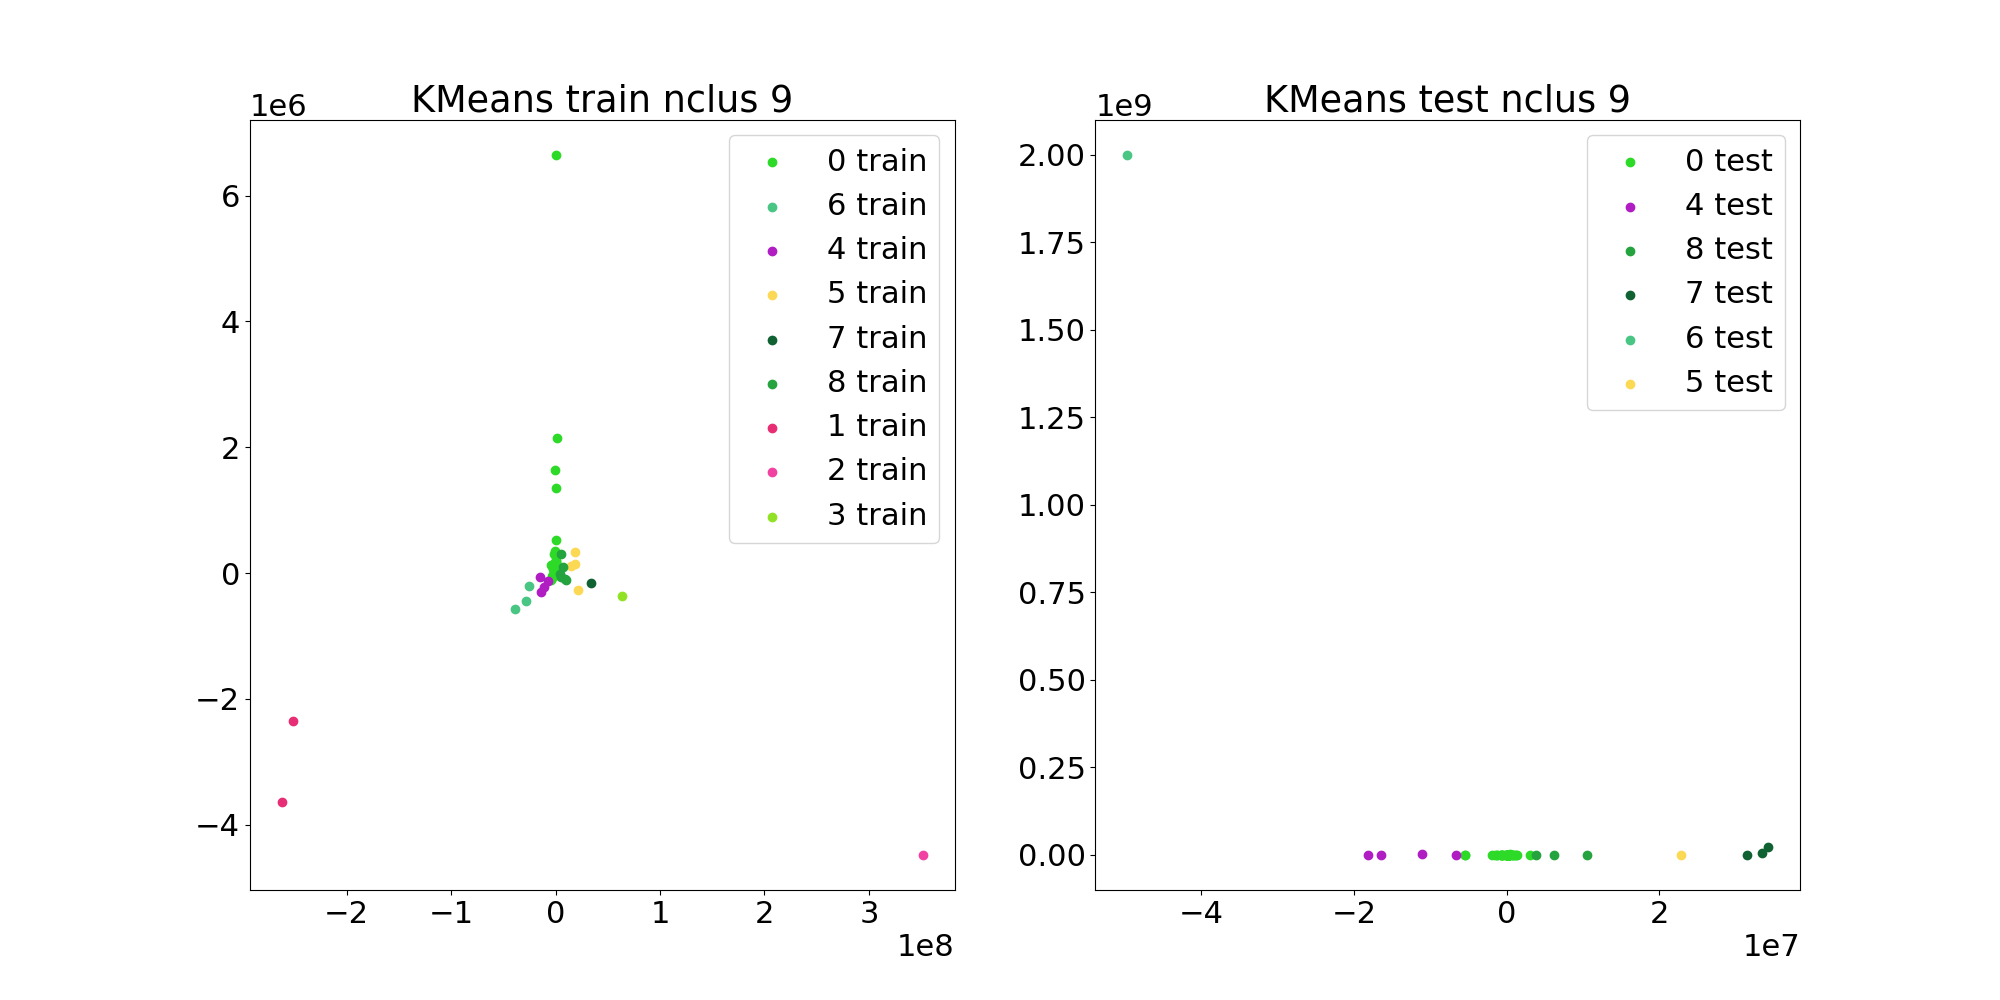 KMeans train nclus 9
1e6
6
4
2
0
−2
−4
−2
−1
0
1
2
3
1e8
0 train
6 train
4 train
5 train
7 train
8 train
1 train
2 train
3 train
KMeans test nclus 9
1e9
2.00
1.75
1.50
1.25
1.00
0.75
0.50
0.25
0.00
−4
−2
0
2
1e7
0 test
4 test
8 test
7 test
6 test
5 test